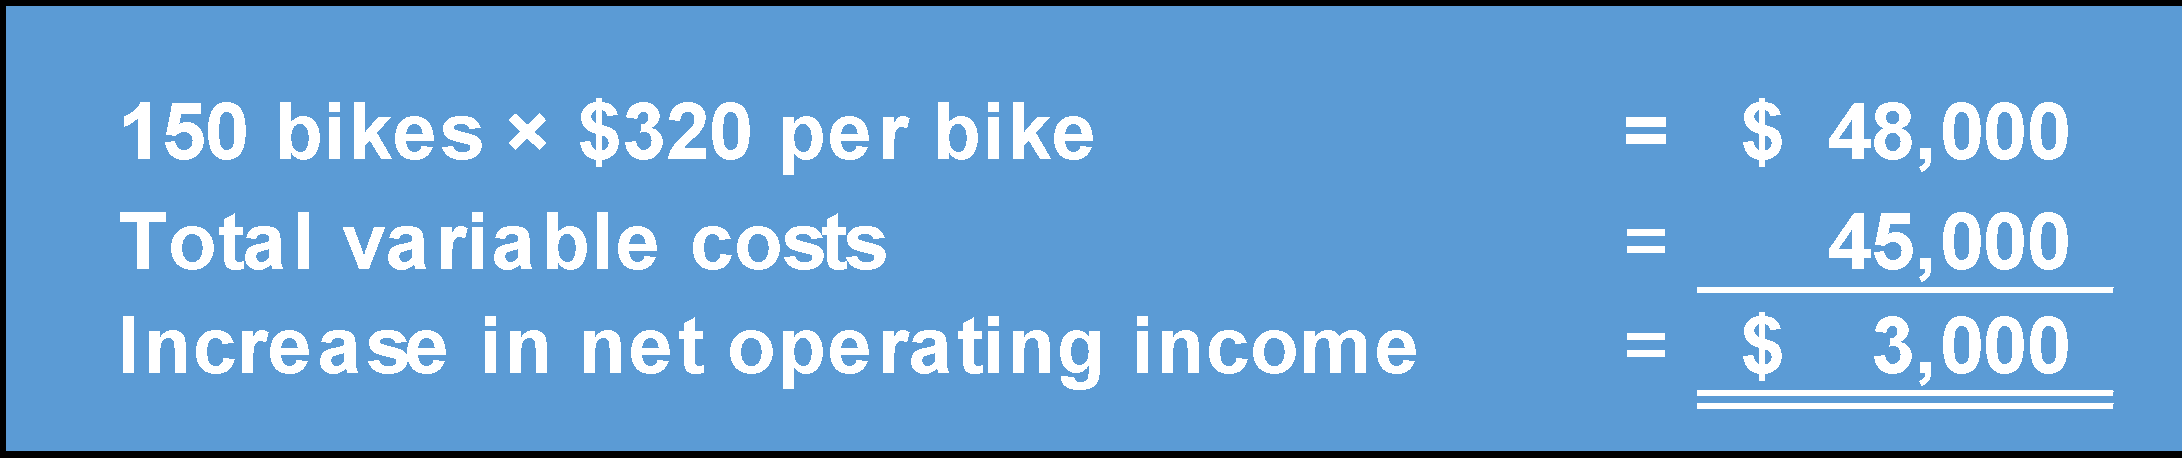 150 bikes × $320 per bike = $ 48,000
Total variable costs = 45,000
Increase in net operating income = $ 3,000